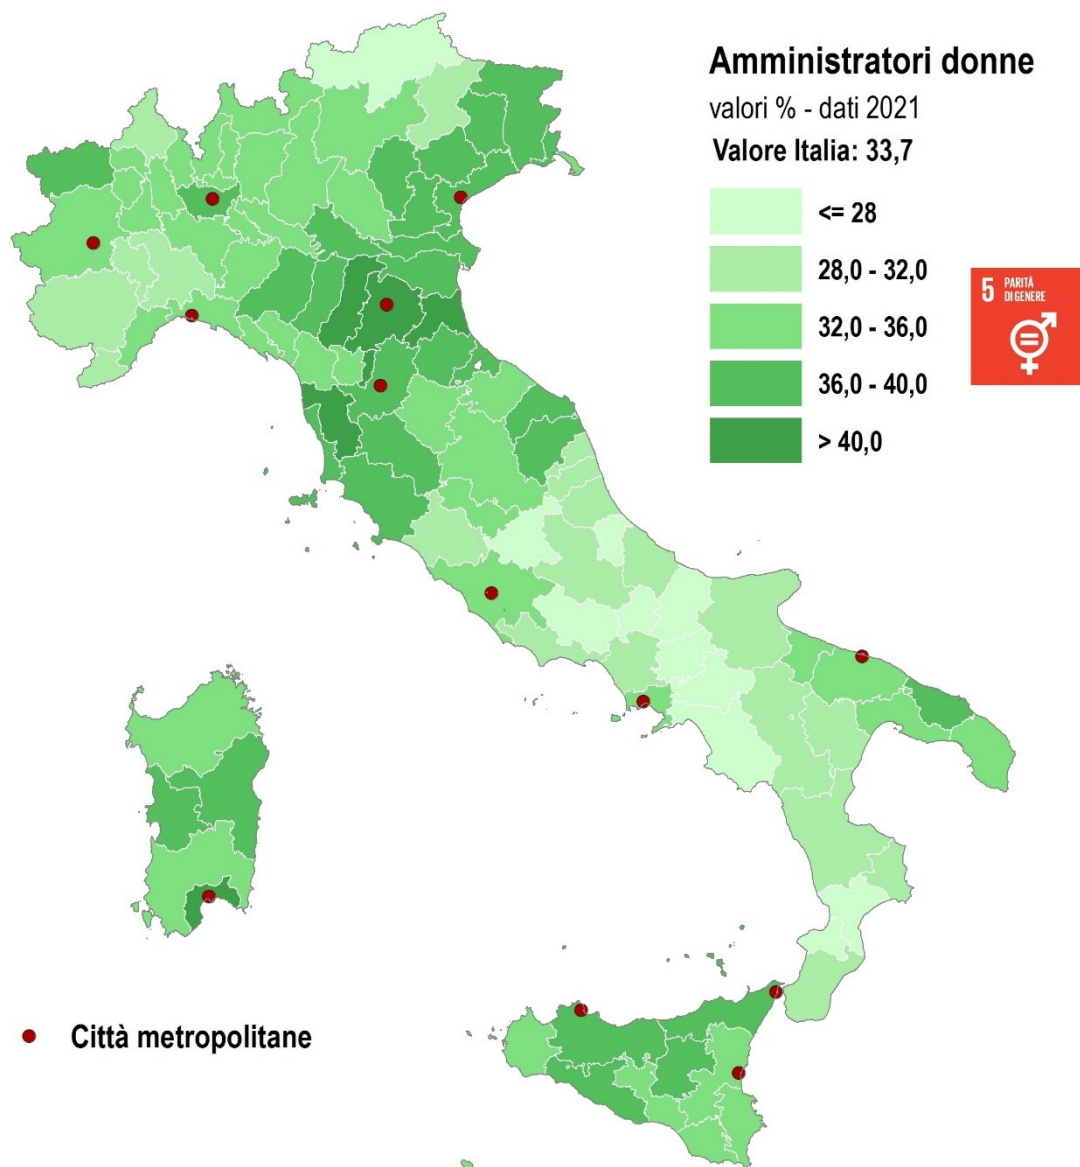 Amministratori donne
valori % - dati 2021
Valore Italia: 33,7
<= 28
28,0 - 32,0
32,0 - 36,0
36,0 - 40,0
> 40,0
5 PARITÀ
DI GENERE
Città metropolitane